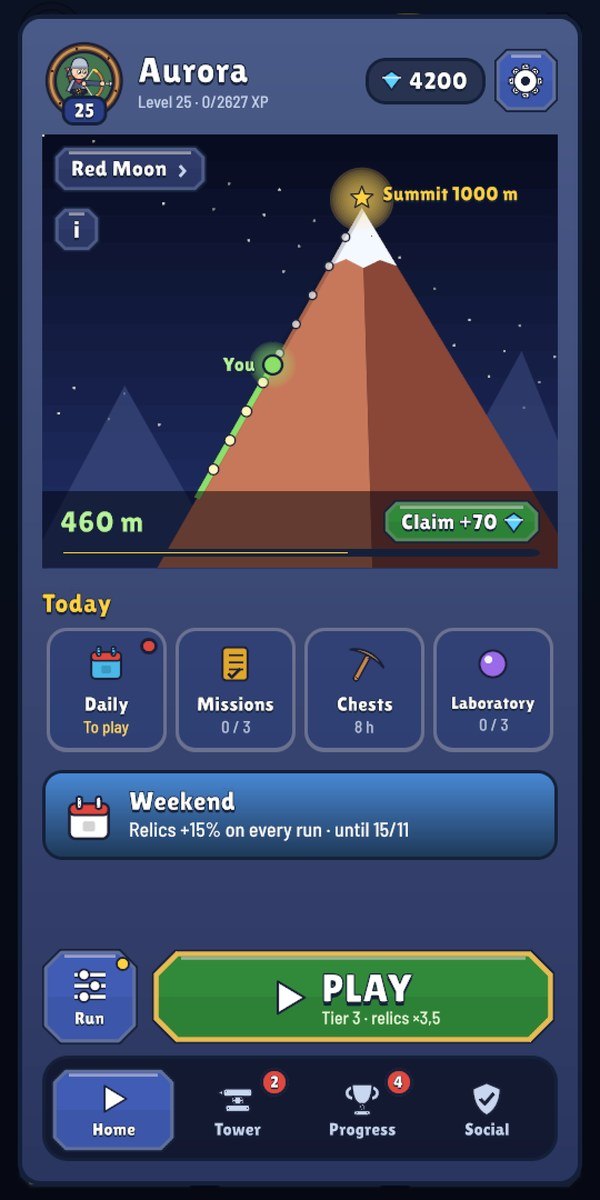 Aurora
25
Level 25 · 0/2627 XP
4200
Red Moon
i
Summit 1000 m
You
460 m
Claim +70
Today
Daily
To play
Missions
0 / 3
Chests
8 h
Laboratory
0 / 3
Weekend
Relics +15% on every run · until 15/11
Run
PLAY
Tier 3 · relics ×3,5
Home
2
Tower
4
Progress
Social